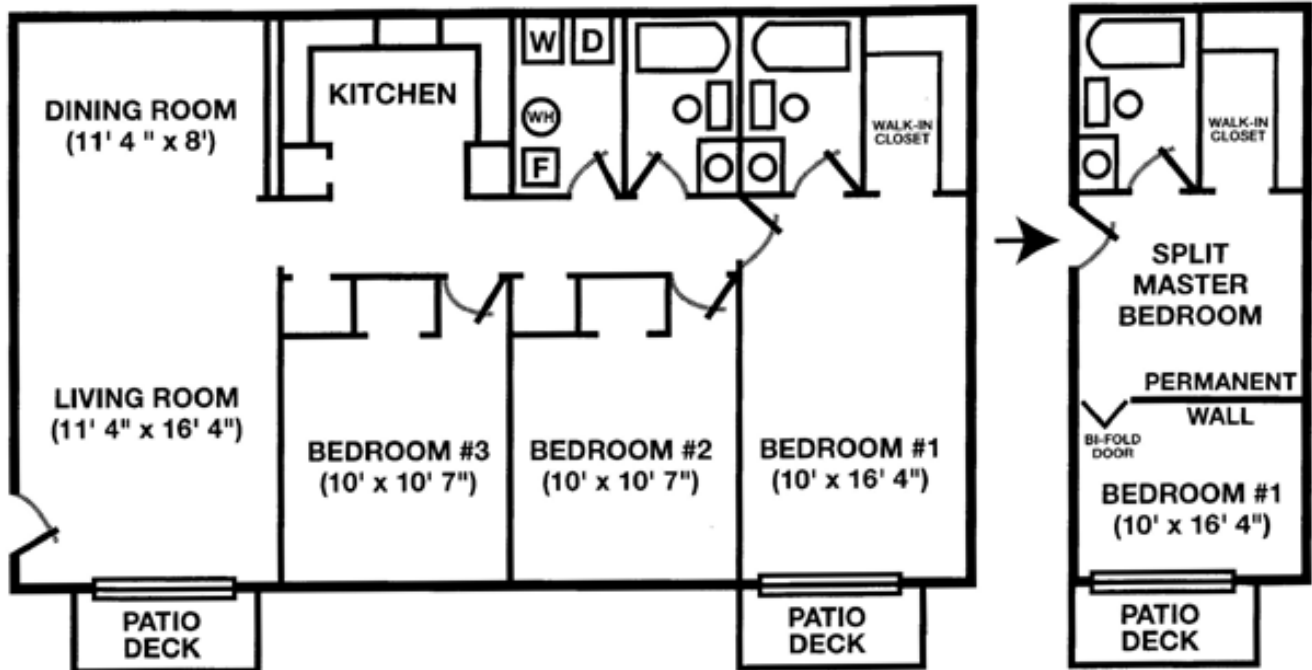 DINING ROOM
(11' 4 " x 8')
KITCHEN
W
D
WH
F
WALK-IN
CLOSET
LIVING ROOM
(11' 4" x 16' 4")
BEDROOM #3
(10' x 10' 7")
BEDROOM #2
(10' x 10' 7")
BEDROOM #1
(10' x 16' 4")
PATIO
DECK
PATIO
DECK
WALK-IN
CLOSET
SPLIT
MASTER
BEDROOM
PERMANENT
WALL
BI-FOLD
DOOR
BEDROOM #1
(10' x 16' 4")
PATIO
DECK